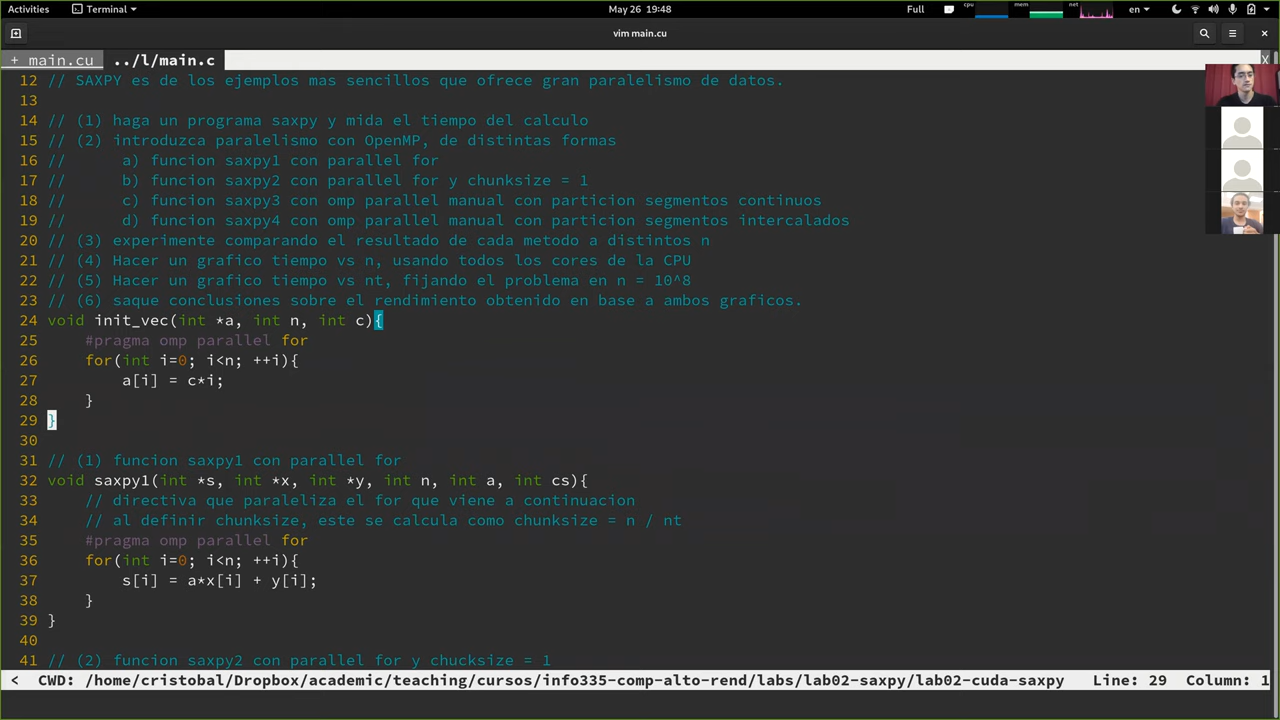 Activities Terminal May 26 19:48 Full cpu mem net en
vim main.cu
+ main.cu ../l/main.c X
12 // SAXPY es de los ejemplos mas sencillos que ofrece gran paralelismo de datos.
13
14 // (1) haga un programa saxpy y mida el tiempo del calculo
15 // (2) introduzca paralelismo con OpenMP, de distintas formas
16 // a) funcion saxpy1 con parallel for
17 // b) funcion saxpy2 con parallel for y chunksize = 1
18 // c) funcion saxpy3 con omp parallel manual con particion segmentos continuos
19 // d) funcion saxpy4 con omp parallel manual con particion segmentos intercalados
20 // (3) experimente comparando el resultado de cada metodo a distintos n
21 // (4) Hacer un grafico tiempo vs n, usando todos los cores de la CPU
22 // (5) Hacer un grafico tiempo vs nt, fijando el problema en n = 10^8
23 // (6) saque conclusiones sobre el rendimiento obtenido en base a ambos graficos.
24 void init_vec(int *a, int n, int c){
25 #pragma omp parallel for
26 for(int i=0; i<n; ++i){
27 a[i] = c*i;
28 }
29 }
30
31 // (1) funcion saxpy1 con parallel for
32 void saxpy1(int *s, int *x, int *y, int n, int a, int cs){
33 // directiva que paraleliza el for que viene a continuacion
34 // al definir chunksize, este se calcula como chunksize = n / nt
35 #pragma omp parallel for
36 for(int i=0; i<n; ++i){
37 s[i] = a*x[i] + y[i];
38 }
39 }
40
41 // (2) funcion saxpy2 con parallel for y chucksize = 1
< CWD: /home/cristobal/Dropbox/academic/teaching/cursos/info335-comp-alto-rend/labs/lab02-saxpy/lab02-cuda-saxpy Line: 29 Column: 1